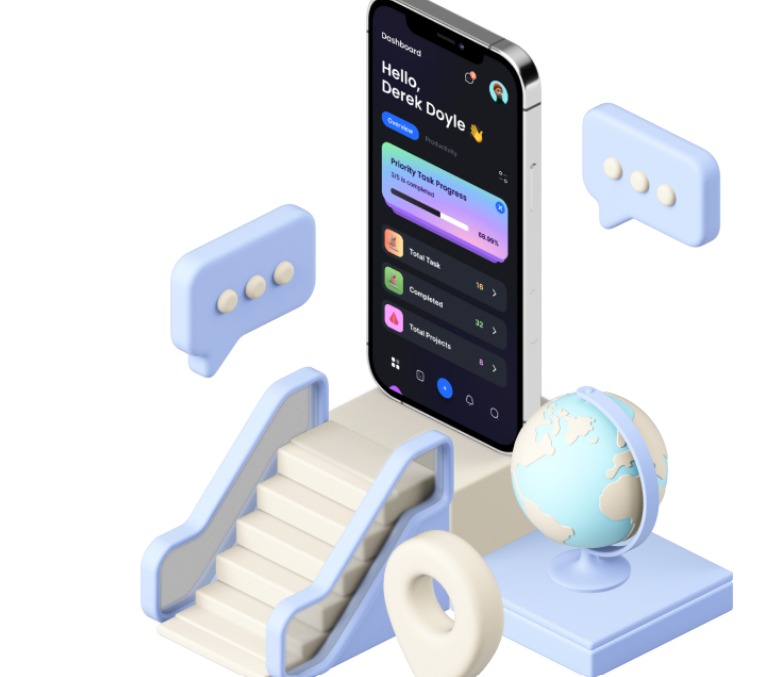 Dashboard
Hello,
Derek Doyle 👋
Overview
Productivity
Priority Task Progress
3/5 is completed
66.99%
Total Task
16
Completed
32
Total Projects
8